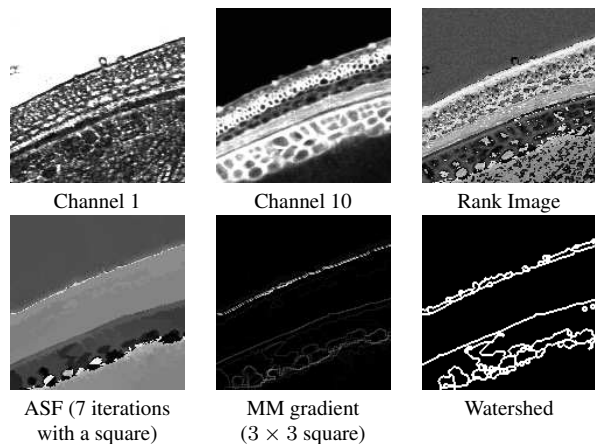 Channel 1
Channel 10
Rank Image
ASF (7 iterations
with a square)
MM gradient
(3 × 3 square)
Watershed